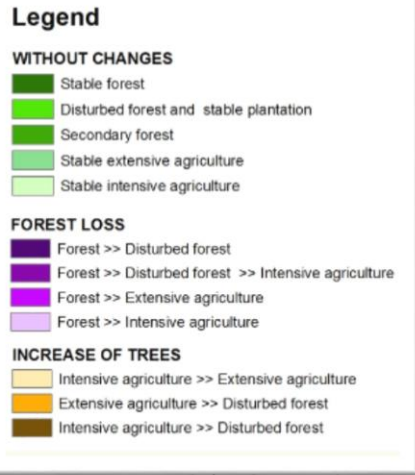 Legend
WITHOUT CHANGES
Stable forest
Disturbed forest and stable plantation
Secondary forest
Stable extensive agriculture
Stable intensive agriculture
FOREST LOSS
Forest >> Disturbed forest
Forest >> Disturbed forest >> Intensive agriculture
Forest >> Extensive agriculture
Forest >> Intensive agriculture
INCREASE OF TREES
Intensive agriculture >> Extensive agriculture
Extensive agriculture >> Disturbed forest
Intensive agriculture >> Disturbed forest